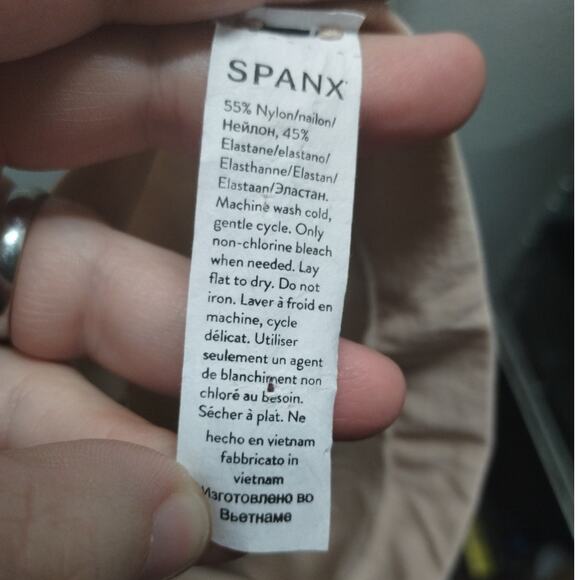 SPANX
55% Nylon/nailon/
Нейлон, 45%
Elastane/elastano/
Elasthanne/Elastan/
Elastaan/Эластан.
Machine wash cold,
gentle cycle. Only
non-chlorine bleach
when needed. Lay
flat to dry. Do not
iron. Laver à froid en
machine, cycle
délicat. Utiliser
seulement un agent
de blanchiment non
chloré au besoin.
Sécher à plat. Ne
hecho en vietnam
fabbricato in
vietnam
Изготовлено во
Вьетнаме